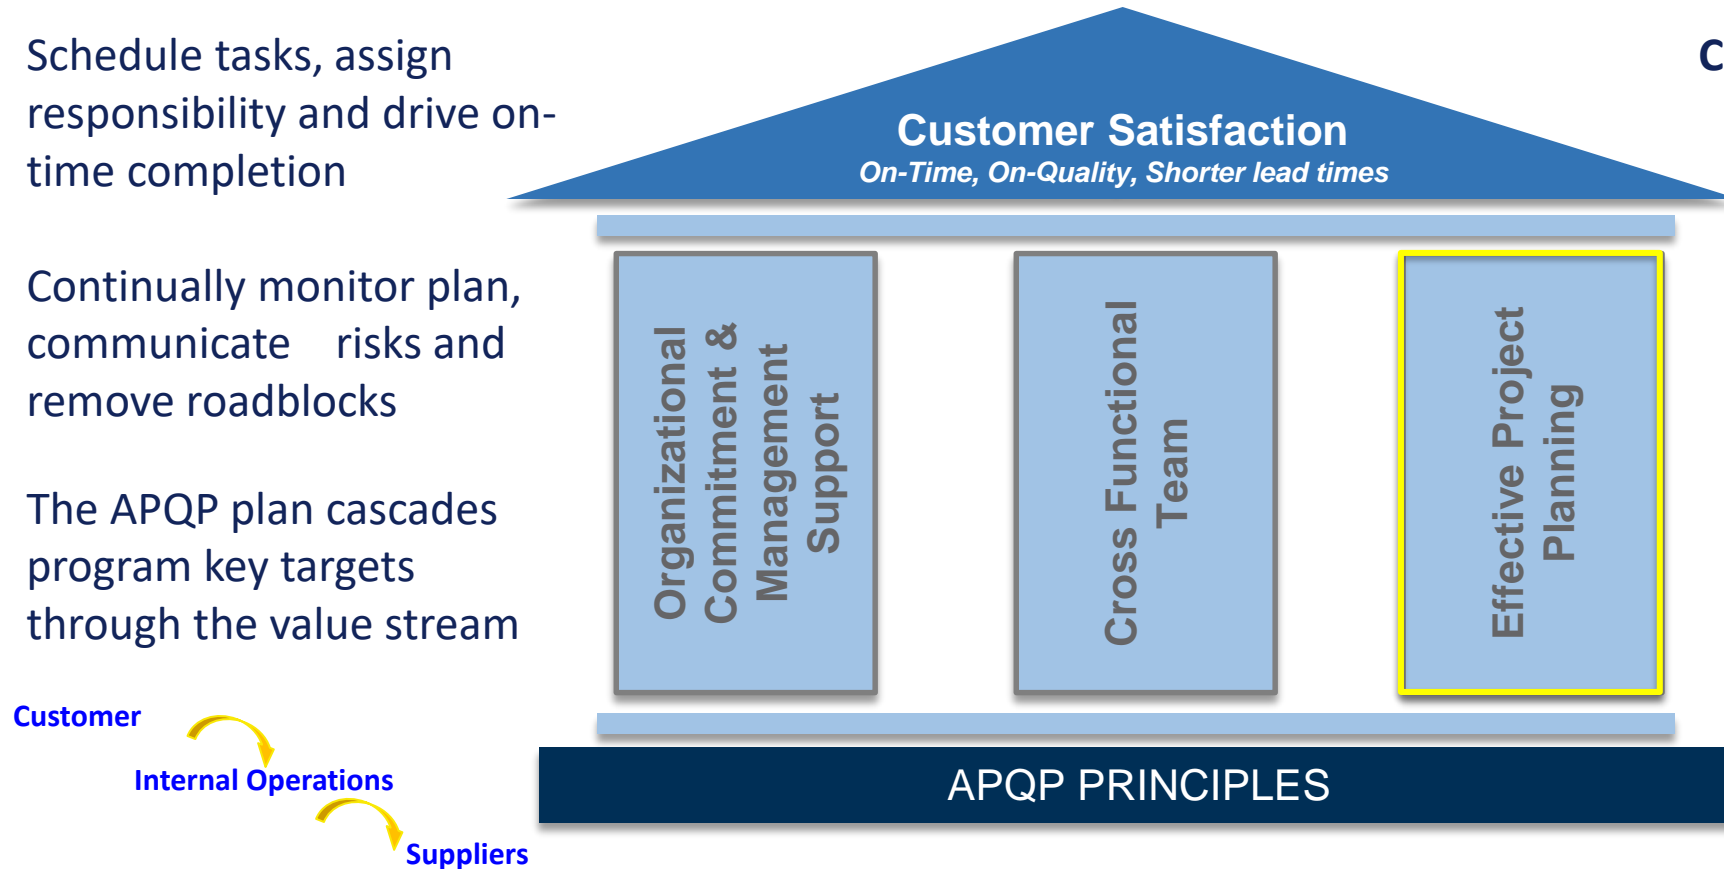 Schedule tasks, assign
responsibility and drive on-
time completion
Continually monitor plan,
communicate risks and
remove roadblocks
The APQP plan cascades
program key targets
through the value stream
Customer
Internal Operations
Suppliers
C
Customer Satisfaction
On-Time, On-Quality, Shorter lead times
Organizational
Commitment &
Management
Support
Cross Functional
Team
Effective Project
Planning
APQP PRINCIPLES